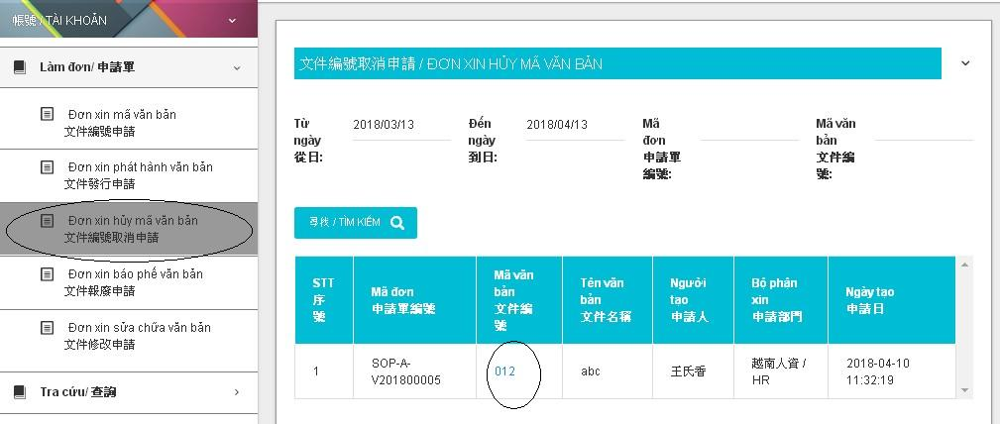 帳號 / TÀI KHOẢN
Làm đơn/ 申請單
Đơn xin mã văn bản
文件編號申請
Đơn xin phát hành văn bản
文件發行申請
Đơn xin hủy mã văn bản
文件編號取消申請
Đơn xin báo phế văn bản
文件報廢申請
Đơn xin sửa chữa văn bản
文件修改申請
Tra cứu/ 查詢
文件編號取消申請 / ĐƠN XIN HỦY MÃ VĂN BẢN
Từ
ngày
從日:
2018/03/13
Đến
ngày
到日:
2018/04/13
Mã
đơn
申請單
編號:
Mã văn
bản
文件編
號:
尋找 / TÌM KIẾM
STT
序
號
Mã đơn
申請單編號
Mã văn
bản
文件編
號
Tên văn
bản
文件名稱
Người
tạo
申請人
Bộ phận
xin
申請部門
Ngày tạo
申請日
1
SOP-A-
V201800005
012
abc
王氏香
越南人資 /
HR
2018-04-10
11:32:19